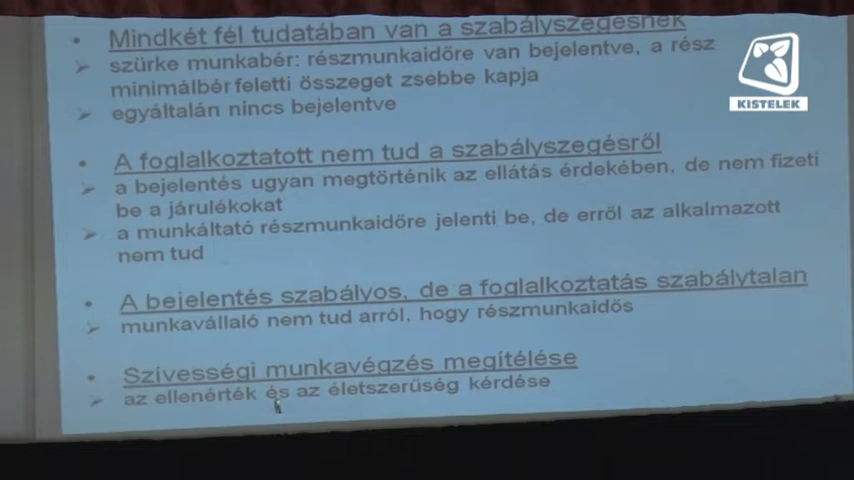 • Mindkét fél tudatában van a szabályszegésnek
➢ szürke munkabér: részmunkaidőre van bejelentve, a rész
minimálbér feletti összeget zsebbe kapja
➢ egyáltalán nincs bejelentve
• A foglalkoztatott nem tud a szabályszegésről
➢ a bejelentés ugyan megtörténik az ellátás érdekében, de nem fizeti
be a járulékokat
➢ a munkáltató részmunkaidőre jelenti be, de erről az alkalmazott
nem tud
• A bejelentés szabályos, de a foglalkoztatás szabálytalan
➢ munkavállaló nem tud arról, hogy részmunkaidős
• Szívességi munkavégzés megítélése
➢ az ellenérték és az életszerűség kérdése
KISTELEK